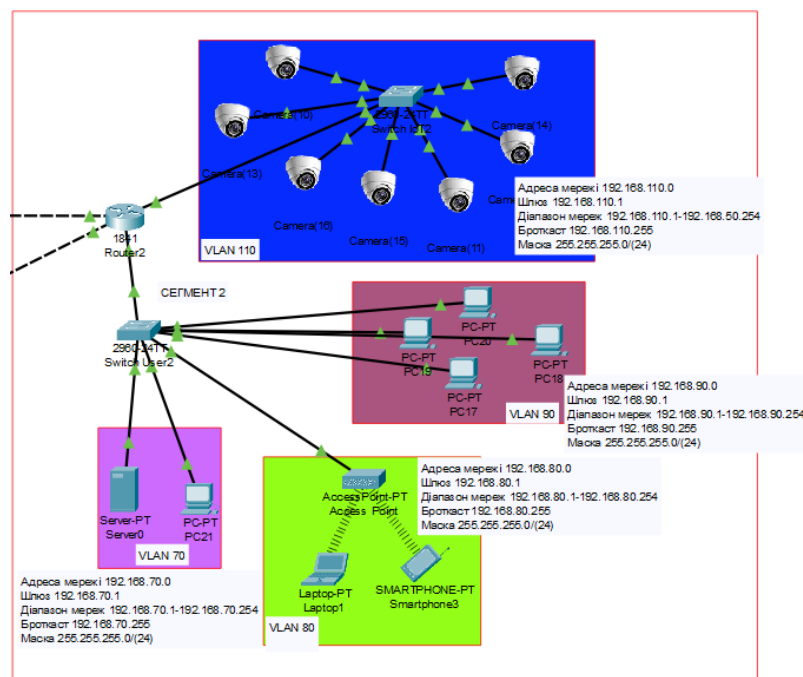 Camera(10)
2960-24TT
Switch IoT2
Camera(14)
Camera(13)
Camera(16)
Camera(15)
Camera(11)
VLAN 110
Адреса мережі 192.168.110.0
Шлюз 192.168.110.1
Діапазон мереж 192.168.110.1-192.168.50.254
Броткаст 192.168.110.255
Маска 255.255.255.0/(24)
1841
Router2
СЕГМЕНТ 2
2960-24TT
Switch User2
PC-PT
PC20
PC-PT
PC19
PC-PT
PC18
PC-PT
PC17
VLAN 90
Адреса мережі 192.168.90.0
Шлюз 192.168.90.1
Діапазон мереж 192.168.90.1-192.168.90.254
Броткаст 192.168.90.255
Маска 255.255.255.0/(24)
Server-PT
Server0
PC-PT
PC21
VLAN 70
Адреса мережі 192.168.70.0
Шлюз 192.168.70.1
Діапазон мереж 192.168.70.1-192.168.70.254
Броткаст 192.168.70.255
Маска 255.255.255.0/(24)
AccessPoint-PT
Access Point
Адреса мережі 192.168.80.0
Шлюз 192.168.80.1
Діапазон мереж 192.168.80.1-192.168.80.254
Броткаст 192.168.80.255
Маска 255.255.255.0/(24)
Laptop-PT
Laptop1
SMARTPHONE-PT
Smartphone3
VLAN 80